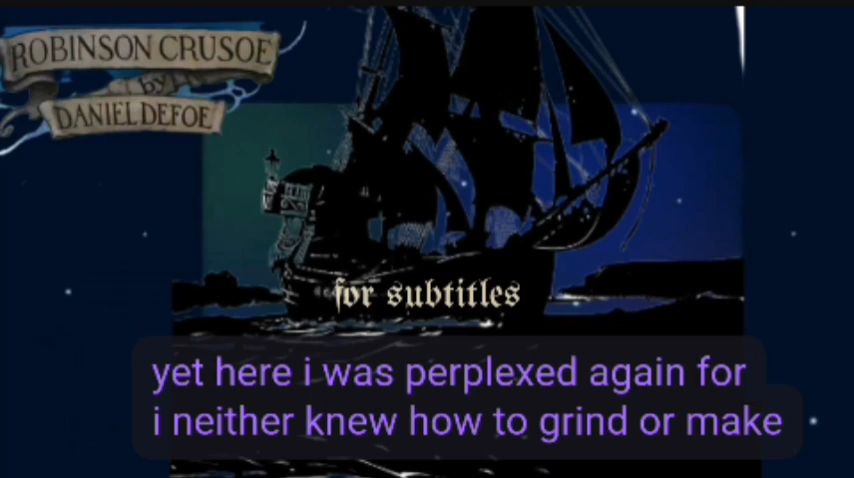 ROBINSON CRUSOE
by
DANIEL DEFOE
for subtitles
yet here i was perplexed again for
i neither knew how to grind or make